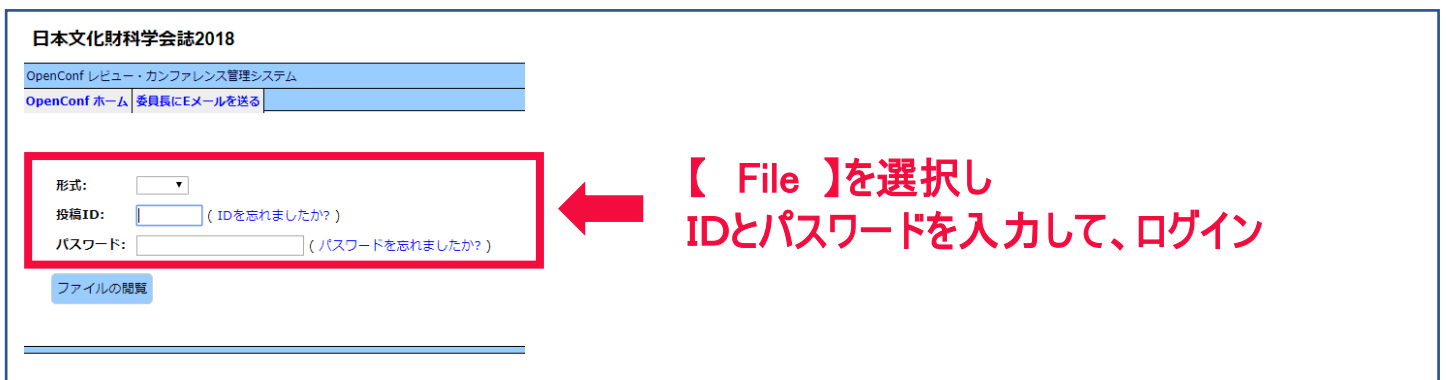 日本文化財科学会誌2018
OpenConf レビュー・カンファレンス管理システム
OpenConf ホーム 委員長にEメールを送る
形式:
投稿ID: ( IDを忘れましたか? )
パスワード: ( パスワードを忘れましたか? )
ファイルの閲覧
【 File 】を選択し
IDとパスワードを入力して、ログイン